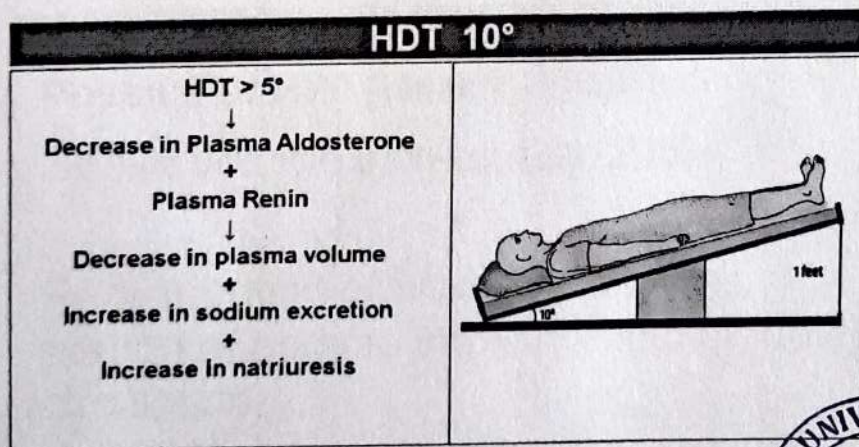 HDT 10°
HDT > 5°
↓
Decrease in Plasma Aldosterone
+
Plasma Renin
↓
Decrease in plasma volume
+
Increase in sodium excretion
+
Increase in natriuresis
1 feet
10°
UNIV